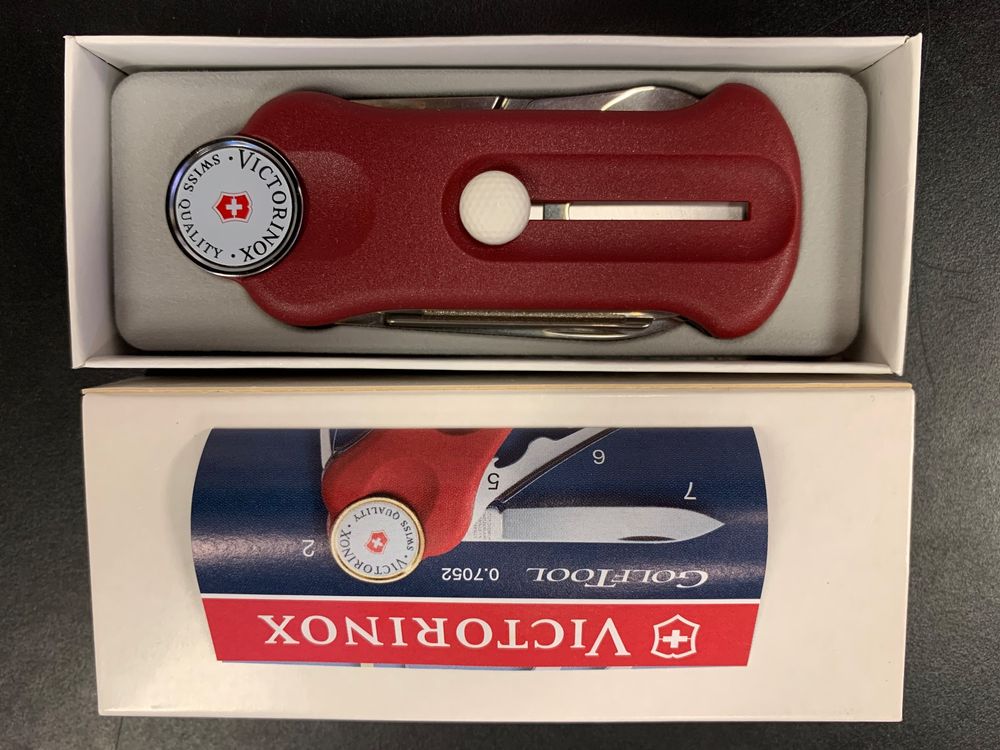 VICTORINOX
· SWISS QUALITY ·
VICTORINOX
GOLFTOOL 0.7052
2
5
6
7
VICTORINOX
· SWISS QUALITY ·